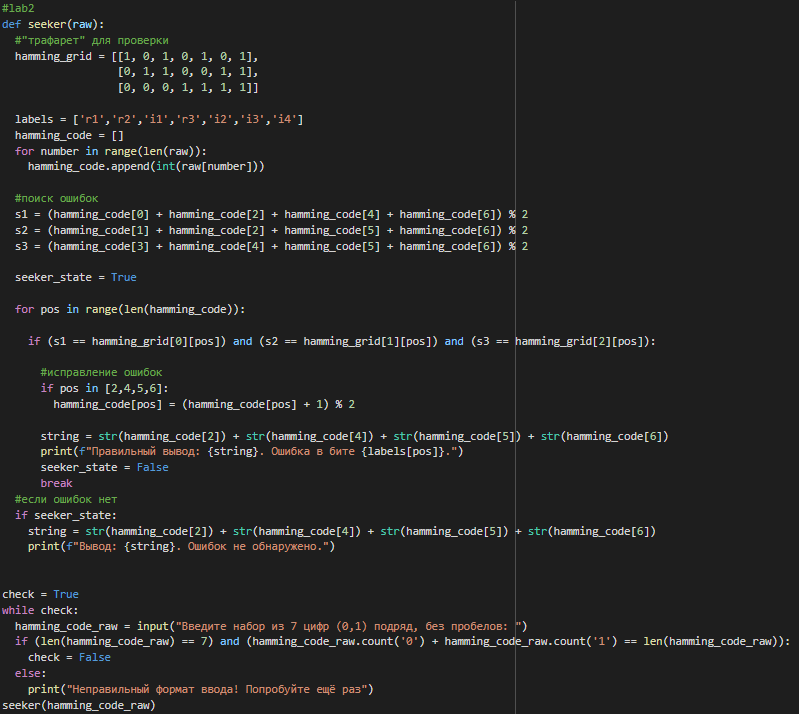 #lab2
def seeker(raw):
  #"трафарет" для проверки
  hamming_grid = [[1, 0, 1, 0, 1, 0, 1],
                  [0, 1, 1, 0, 0, 1, 1],
                  [0, 0, 0, 1, 1, 1, 1]]
  labels = ['r1','r2','i1','r3','i2','i3','i4']
  hamming_code = []
  for number in range(len(raw)):
    hamming_code.append(int(raw[number]))
  #поиск ошибок
  s1 = (hamming_code[0] + hamming_code[2] + hamming_code[4] + hamming_code[6]) % 2
  s2 = (hamming_code[1] + hamming_code[2] + hamming_code[5] + hamming_code[6]) % 2
  s3 = (hamming_code[3] + hamming_code[4] + hamming_code[5] + hamming_code[6]) % 2
  seeker_state = True
  for pos in range(len(hamming_code)):
    if (s1 == hamming_grid[0][pos]) and (s2 == hamming_grid[1][pos]) and (s3 == hamming_grid[2][pos]):
      #исправление ошибок
      if pos in [2,4,5,6]:
        hamming_code[pos] = (hamming_code[pos] + 1) % 2
      string = str(hamming_code[2]) + str(hamming_code[4]) + str(hamming_code[5]) + str(hamming_code[6])
      print(f"Правильный вывод: {string}. Ошибка в бите {labels[pos]}.")
      seeker_state = False
      break
  #если ошибок нет
  if seeker_state:
    string = str(hamming_code[2]) + str(hamming_code[4]) + str(hamming_code[5]) + str(hamming_code[6])
    print(f"Вывод: {string}. Ошибок не обнаружено.")
check = True
while check:
  hamming_code_raw = input("Введите набор из 7 цифр (0,1) подряд, без пробелов: ")
  if (len(hamming_code_raw) == 7) and (hamming_code_raw.count('0') + hamming_code_raw.count('1') == len(hamming_code_raw)):
    check = False
  else:
    print("Неправильный формат ввода! Попробуйте ещё раз")
seeker(hamming_code_raw)